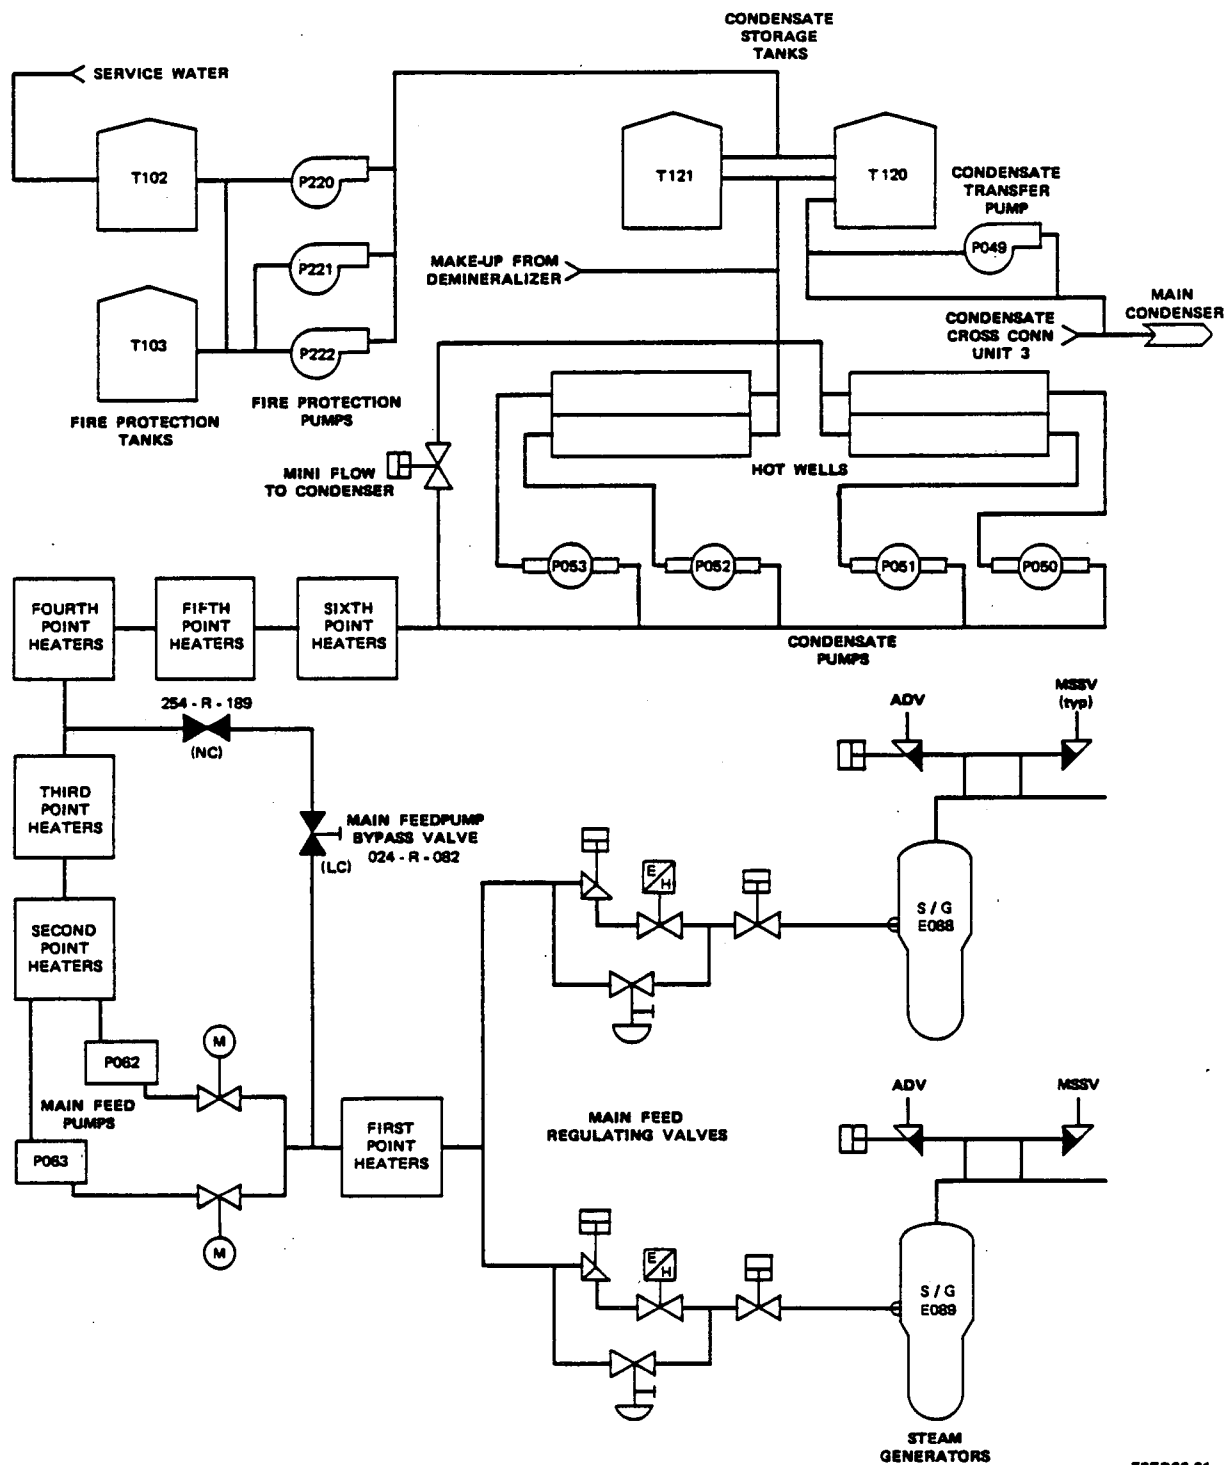 CONDENSATE
STORAGE
TANKS
SERVICE WATER
T102
P220
T121
T120
CONDENSATE
TRANSFER
PUMP
P049
P221
MAKE-UP FROM
DEMINERALIZER
T103
P222
CONDENSATE
CROSS CONN
UNIT 3
MAIN
CONDENSER
FIRE PROTECTION
TANKS
FIRE PROTECTION
PUMPS
MINI FLOW
TO CONDENSER
HOT WELLS
P053
P052
P051
P050
FOURTH
POINT
HEATERS
FIFTH
POINT
HEATERS
SIXTH
POINT
HEATERS
CONDENSATE
PUMPS
254 - R - 189
(NC)
ADV
MSSV
(typ)
THIRD
POINT
HEATERS
MAIN FEEDPUMP
BYPASS VALVE
024 - R - 082
(LC)
E/H
S / G
E088
SECOND
POINT
HEATERS
M
P062
MAIN FEED
PUMPS
P063
M
FIRST
POINT
HEATERS
MAIN FEED
REGULATING VALVES
ADV
MSSV
E/H
S / G
E089
STEAM
GENERATORS